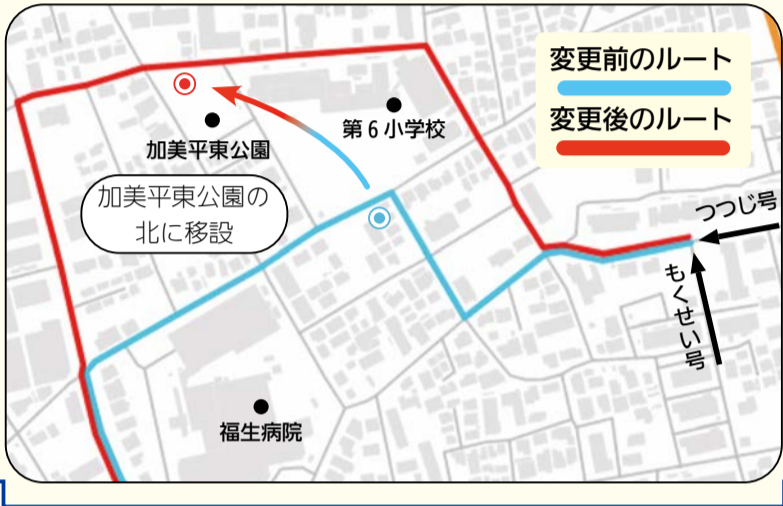 変更前のルート
変更後のルート
第6小学校
加美平東公園
加美平東公園の
北に移設
つつじ号
もくせい号
福生病院